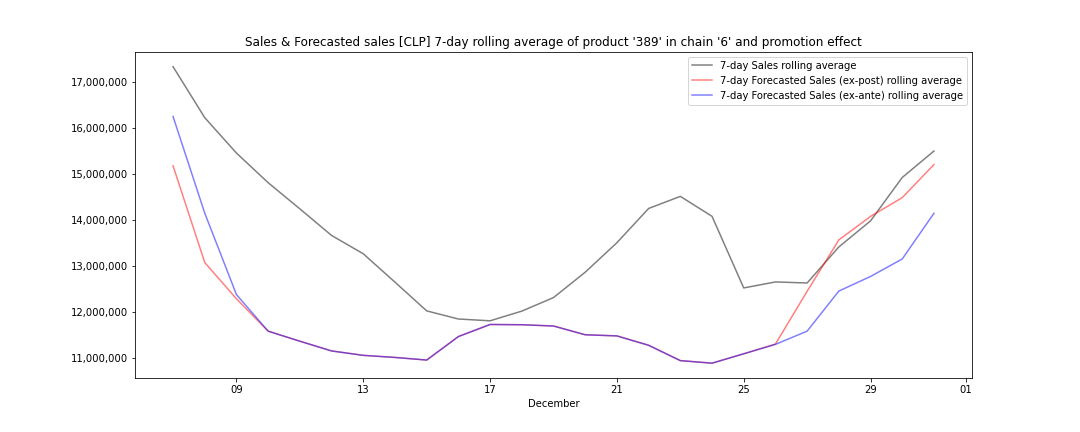 Sales & Forecasted sales [CLP] 7-day rolling average of product '389' in chain '6' and promotion effect
7-day Sales rolling average
7-day Forecasted Sales (ex-post) rolling average
7-day Forecasted Sales (ex-ante) rolling average
17,000,000
16,000,000
15,000,000
14,000,000
13,000,000
12,000,000
11,000,000
09 13 17 21 25 29 01
December